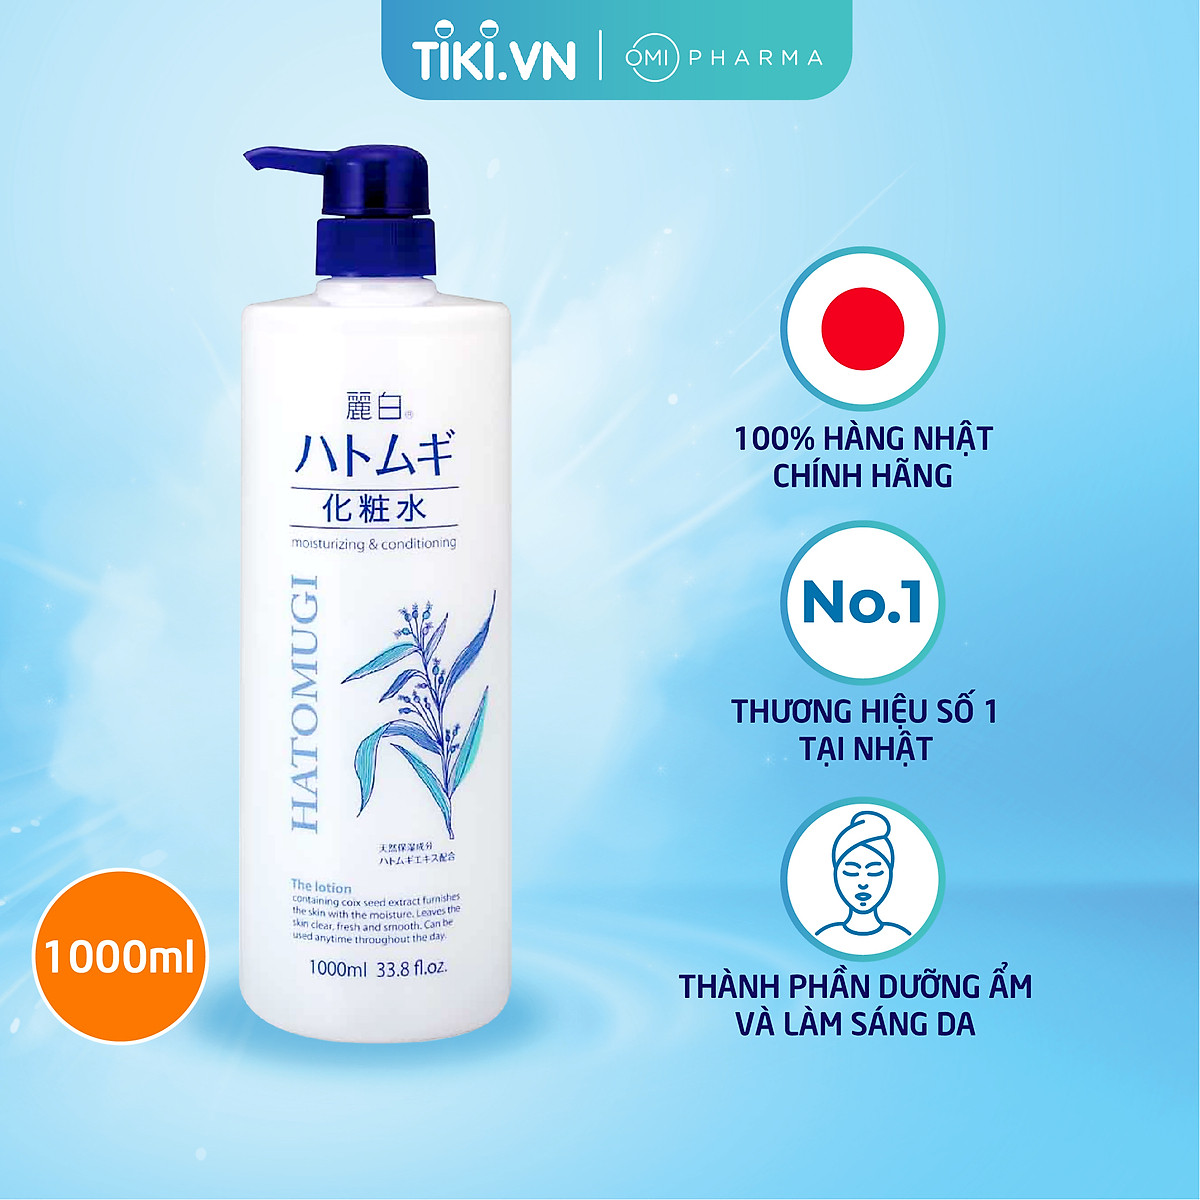 TIKI.VN | OMI PHARMA
麗白®
ハトムギ
化粧水
moisturizing & conditioning
HATOMUGI
天然保湿成分
ハトムギエキス配合
The lotion
containing coix seed extract furnishes
the skin with the moisture. Leaves the
skin clear, fresh and smooth. Can be
used anytime throughout the day.
1000ml 33.8 fl.oz.
1000ml
100% HÀNG NHẬT
CHÍNH HÃNG
No.1
THƯƠNG HIỆU SỐ 1
TẠI NHẬT
THÀNH PHẦN DƯỠNG ẨM
VÀ LÀM SÁNG DA